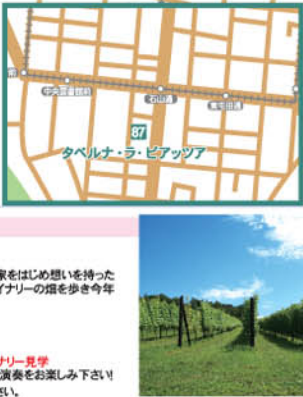 中央図書館前
石山通
東屯田通
87
タベルナ・ラ・ピアッツア
家をはじめ想いを持った
イナリーの畑を歩き今年
ナリー見学
演奏をお楽しみ下さい!
さい。